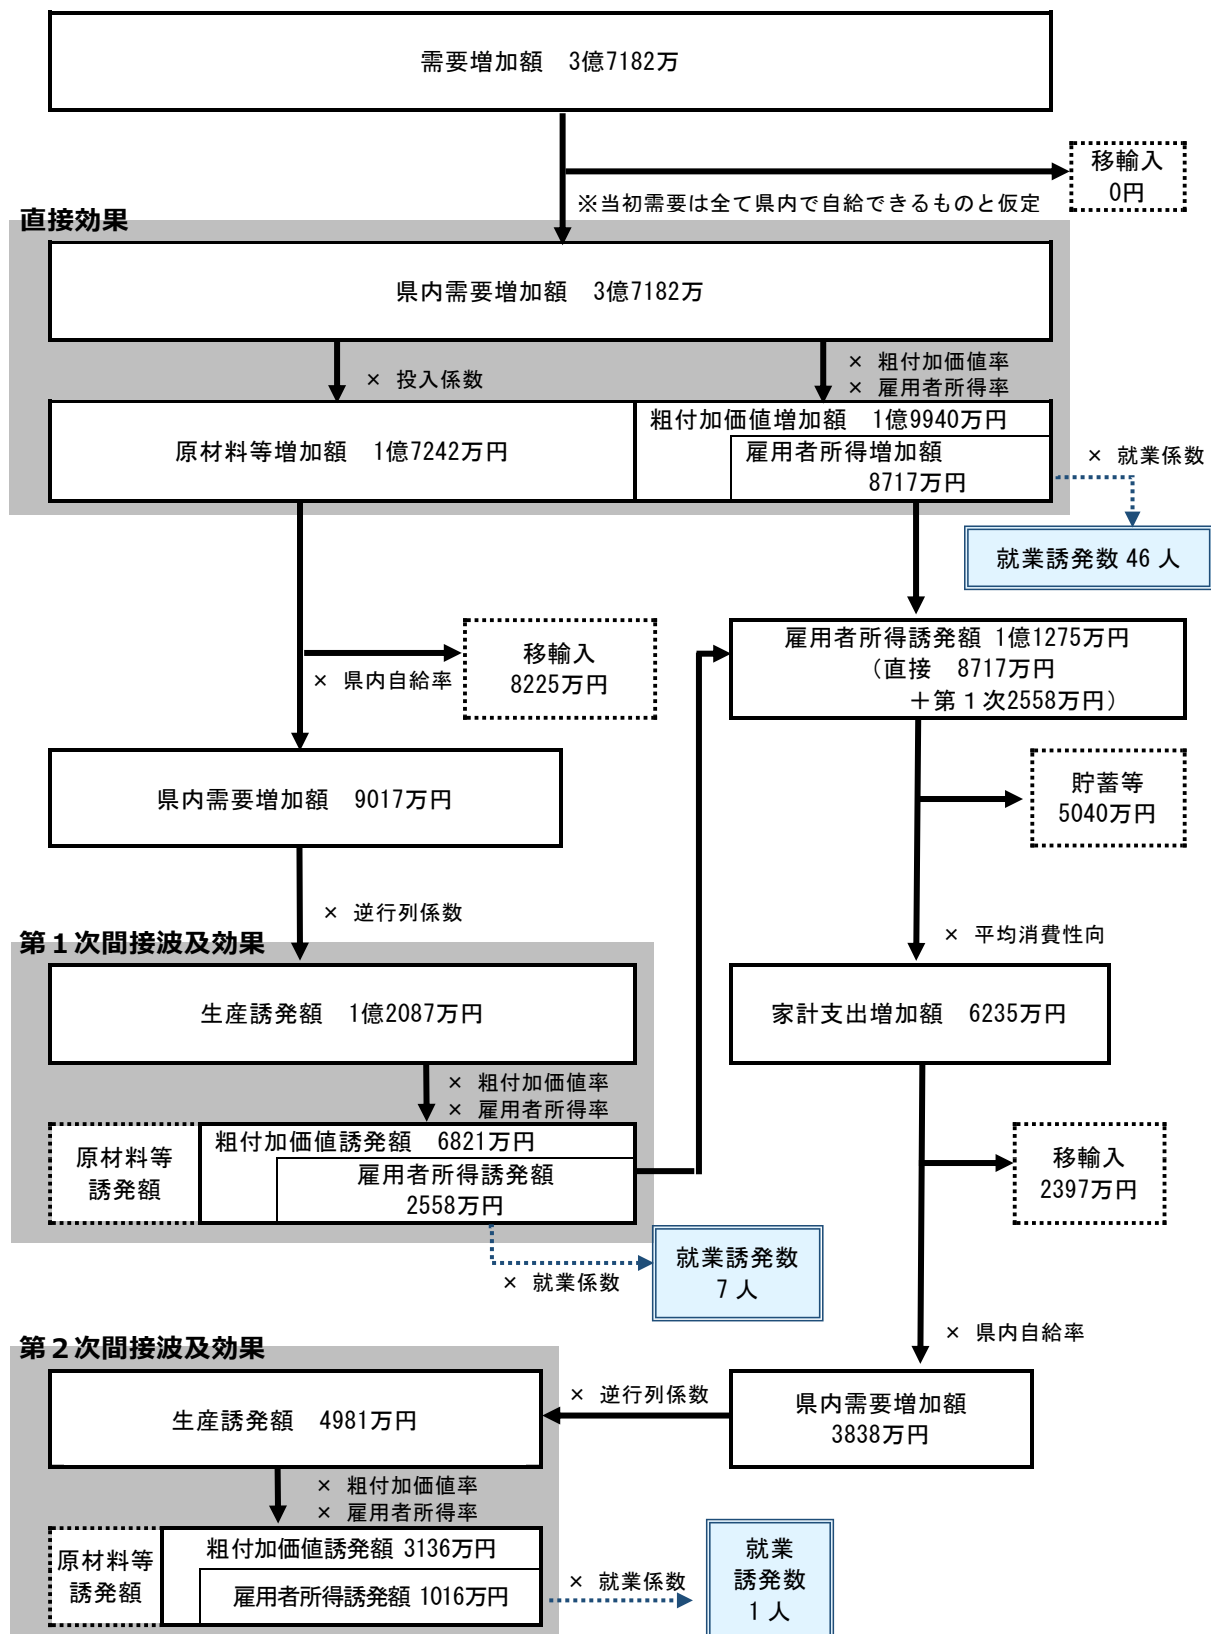 需要増加額　3億7182万
移輸入
0円
※当初需要は全て県内で自給できるものと仮定
直接効果
県内需要増加額　3億7182万
× 投入係数
× 粗付加価値率
× 雇用者所得率
原材料等増加額　1億7242万円
粗付加価値増加額　1億9940万円
雇用者所得増加額
8717万円
× 就業係数
就業誘発数 46 人
移輸入
8225万円
× 県内自給率
雇用者所得誘発額 1億1275万円
（直接　8717万円
＋第１次2558万円）
県内需要増加額　9017万円
貯蓄等
5040万円
× 逆行列係数
× 平均消費性向
第１次間接波及効果
生産誘発額　1億2087万円
家計支出増加額　6235万円
× 粗付加価値率
× 雇用者所得率
原材料等
誘発額
粗付加価値誘発額　6821万円
雇用者所得誘発額
2558万円
移輸入
2397万円
× 就業係数
就業誘発数
7 人
× 県内自給率
第２次間接波及効果
生産誘発額　4981万円
× 逆行列係数
県内需要増加額
3838万円
× 粗付加価値率
× 雇用者所得率
原材料等
誘発額
粗付加価値誘発額 3136万円
雇用者所得誘発額 1016万円
× 就業係数
就業
誘発数
1 人